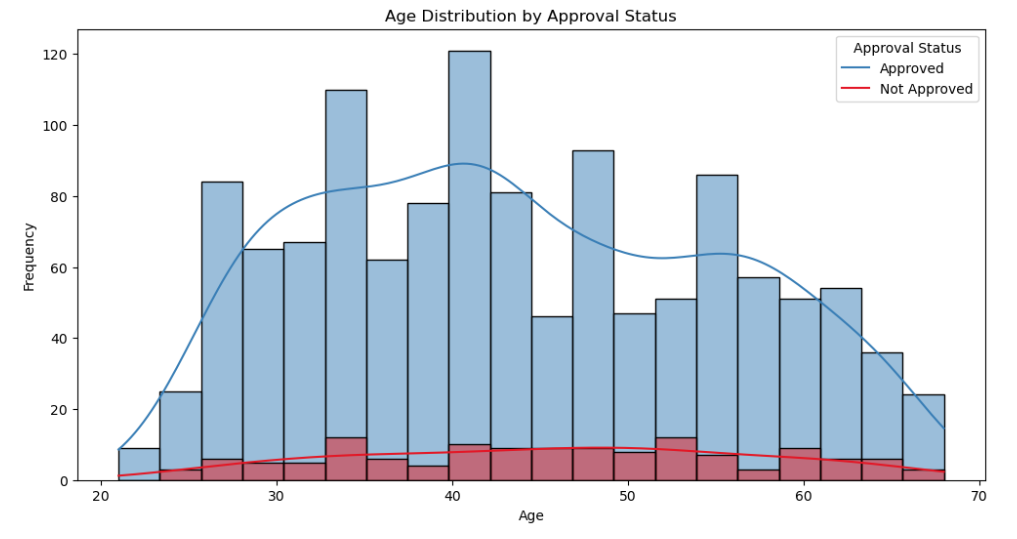 Age Distribution by Approval Status
Approval Status
Approved
Not Approved
Frequency
120
100
80
60
40
20
0
20 30 40 50 60 70
Age